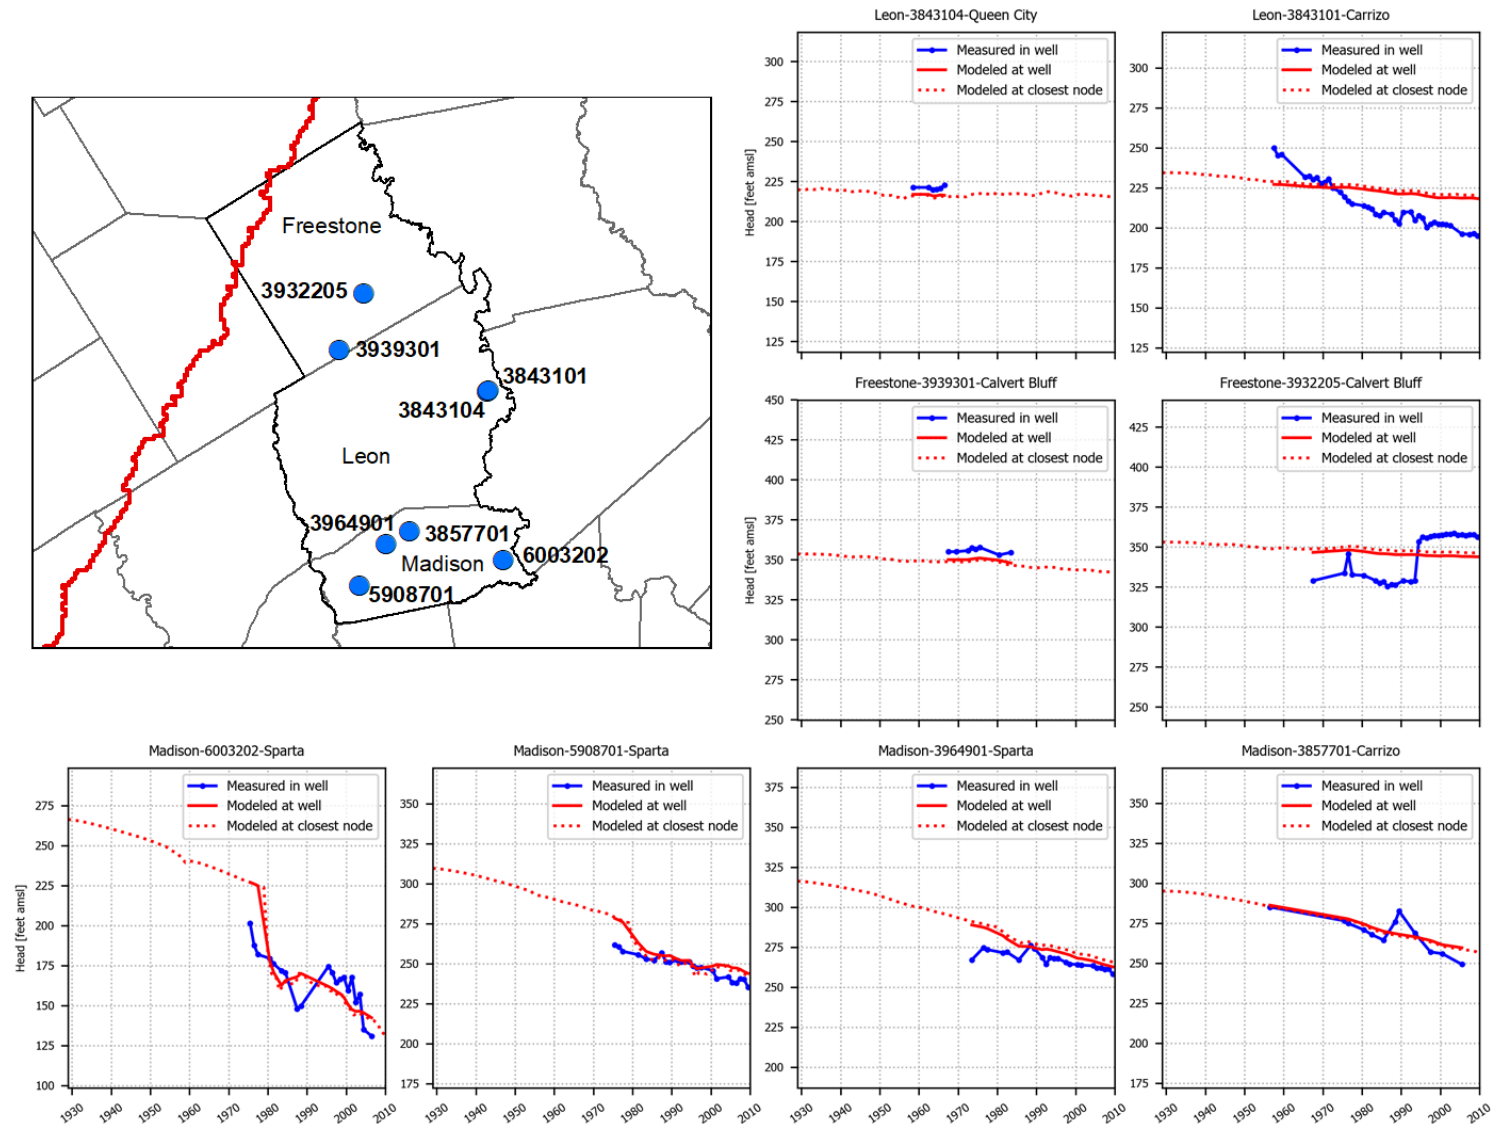 Freestone
3932205
3939301
3843101
3843104
Leon
3964901
3857701
Madison
6003202
5908701
Leon-3843104-Queen City
Measured in well
Modeled at well
Modeled at closest node
Head [feet amsl]
300
275
250
225
200
175
150
125
Leon-3843101-Carrizo
Measured in well
Modeled at well
Modeled at closest node
300
275
250
225
200
175
150
125
Freestone-3939301-Calvert Bluff
Measured in well
Modeled at well
Modeled at closest node
Head [feet amsl]
450
425
400
375
350
325
300
275
250
Freestone-3932205-Calvert Bluff
Measured in well
Modeled at well
Modeled at closest node
425
400
375
350
325
300
275
250
Madison-6003202-Sparta
Measured in well
Modeled at well
Modeled at closest node
Head [feet amsl]
275
250
225
200
175
150
125
100
1930 1940 1950 1960 1970 1980 1990 2000 2010
Madison-5908701-Sparta
Measured in well
Modeled at well
Modeled at closest node
350
325
300
275
250
225
200
175
1930 1940 1950 1960 1970 1980 1990 2000 2010
Madison-3964901-Sparta
Measured in well
Modeled at well
Modeled at closest node
375
350
325
300
275
250
225
200
1930 1940 1950 1960 1970 1980 1990 2000 2010
Madison-3857701-Carrizo
Measured in well
Modeled at well
Modeled at closest node
350
325
300
275
250
225
200
175
1930 1940 1950 1960 1970 1980 1990 2000 2010